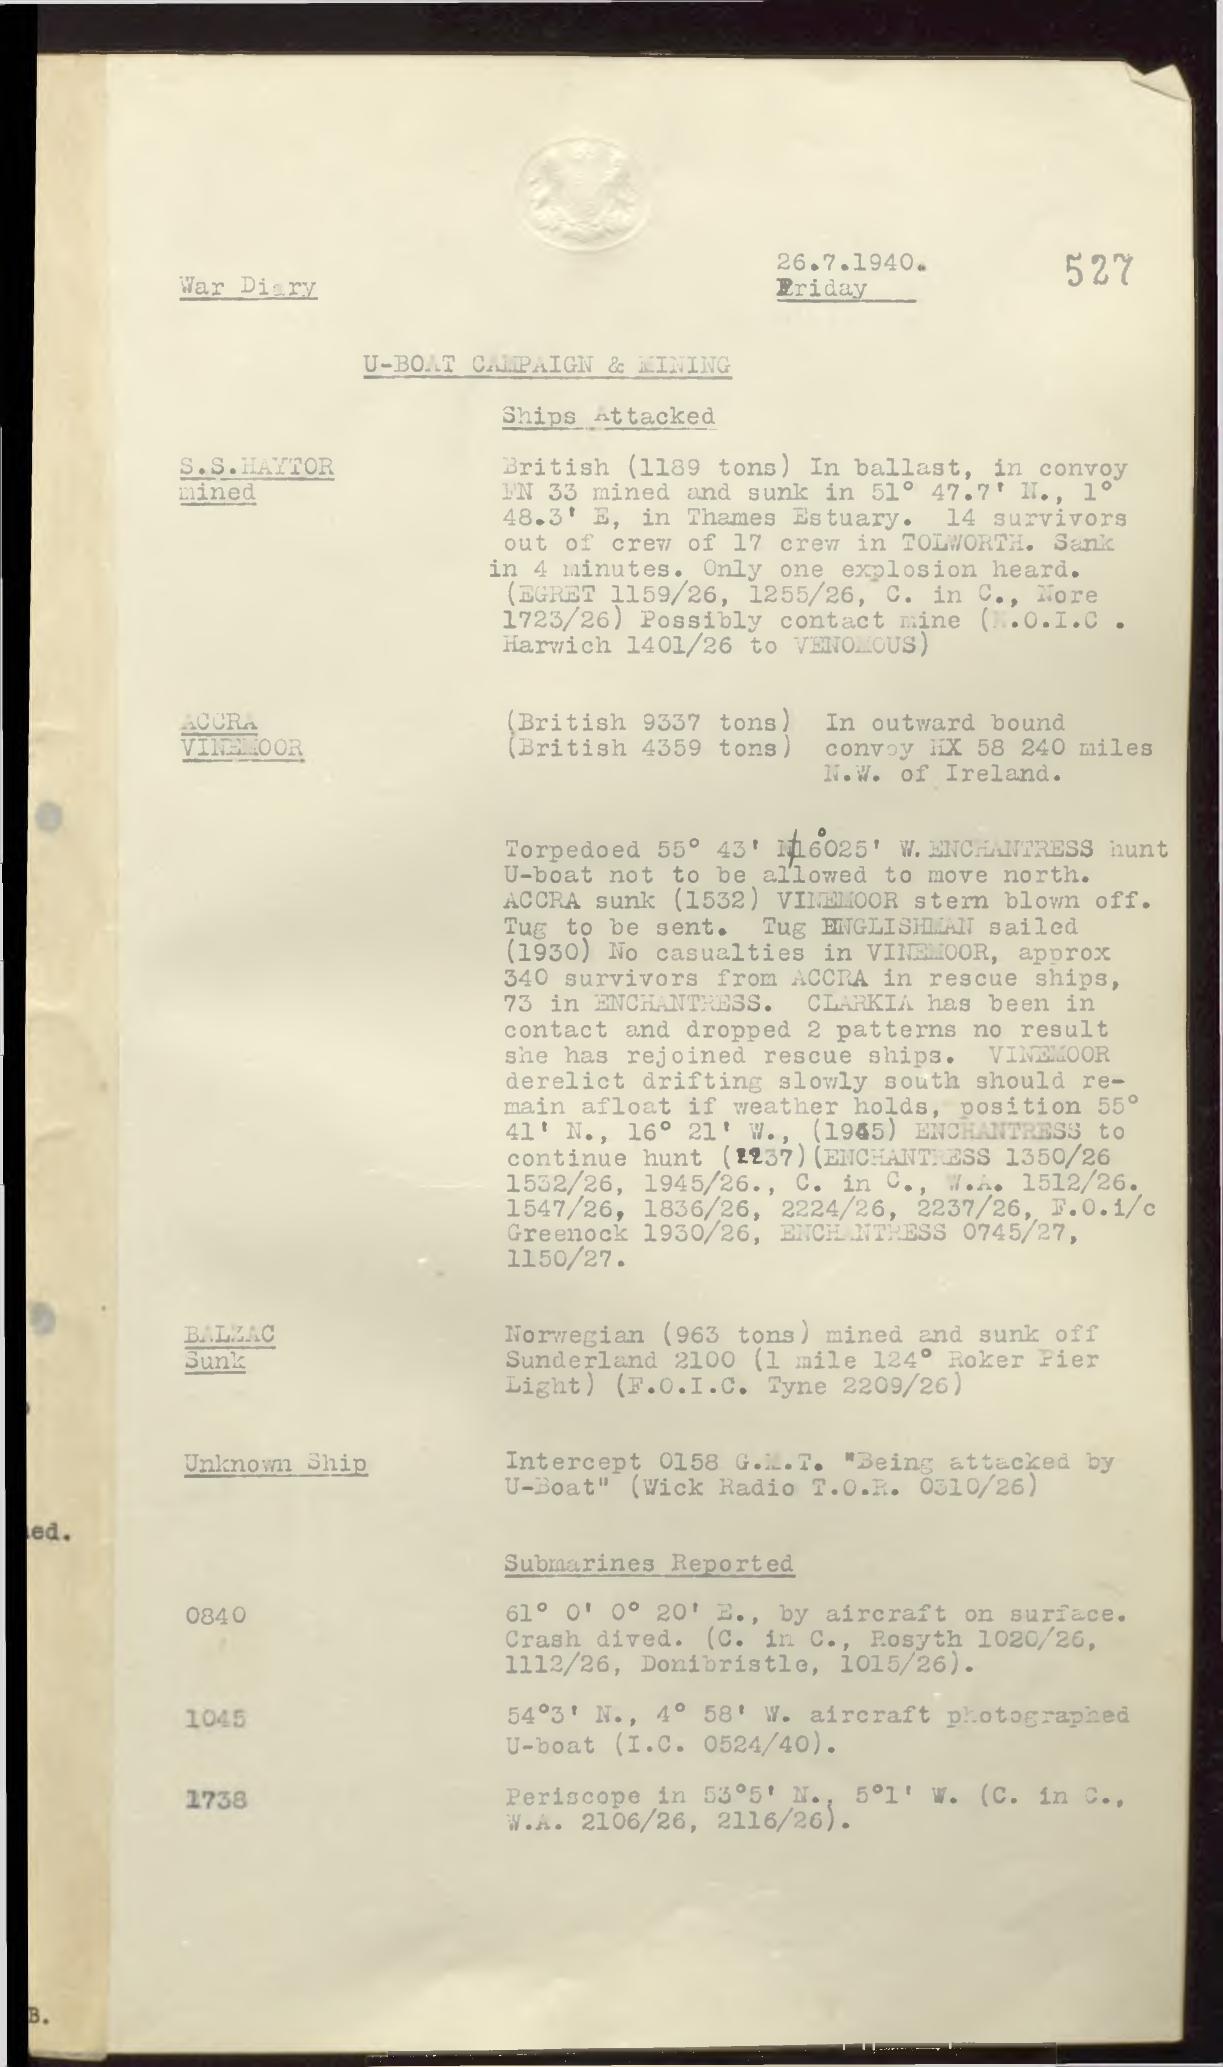 26.7.1940.
527
War Diary
Friday
U-BOAT CAMPAIGN & MINING
Ships Attacked
S.S.HAYTOR
mined
British (1189 tons) In ballast, in convoy
FN 33 mined and sunk in 51° 47.7' N., 1°
48.3' E, in Thames Estuary. 14 survivors
out of crew of 17 crew in TOLWORTH. Sank
in 4 minutes. Only one explosion heard.
(EGRET 1159/26, 1255/26, C. in C., Nore
1723/26) Possibly contact mine (N.O.I.C .
Harwich 1401/26 to VENOMOUS)
ACCRA
VINEMOOR
(British 9337 tons) In outward bound
(British 4359 tons) convoy HX 58 240 miles
N.W. of Ireland.
Torpedoed 55° 43' N/16°025' W. ENCHANTRESS hunt
U-boat not to be allowed to move north.
ACCRA sunk (1532) VINEMOOR stern blown off.
Tug to be sent. Tug ENGLISHMAN sailed
(1930) No casualties in VINEMOOR, approx
340 survivors from ACCRA in rescue ships,
73 in ENCHANTRESS. CLARKIA has been in
contact and dropped 2 patterns no result
she has rejoined rescue ships. VINEMOOR
derelict drifting slowly south should re-
main afloat if weather holds, position 55°
41' N., 16° 21' W., (1945) ENCHANTRESS to
continue hunt (2237)(ENCHANTRESS 1350/26
1532/26, 1945/26., C. in C., W.A. 1512/26.
1547/26, 1836/26, 2224/26, 2237/26, F.O.i/c
Greenock 1930/26, ENCHANTRESS 0745/27,
1150/27.
BALZAC
Sunk
Norwegian (963 tons) mined and sunk off
Sunderland 2100 (1 mile 124° Roker Pier
Light) (F.O.I.C. Tyne 2209/26)
Unknown Ship
Intercept 0158 G.M.T. "Being attacked by
U-Boat" (Wick Radio T.O.R. 0310/26)
ed.
Submarines Reported
0840
61° 0' 0° 20' E., by aircraft on surface.
Crash dived. (C. in C., Rosyth 1020/26,
1112/26, Donibristle, 1015/26).
1045
54°3' N., 4° 58' W. aircraft photographed
U-boat (I.C. 0524/40).
1738
Periscope in 53°5' N., 5°1' W. (C. in C.,
W.A. 2106/26, 2116/26).
B.